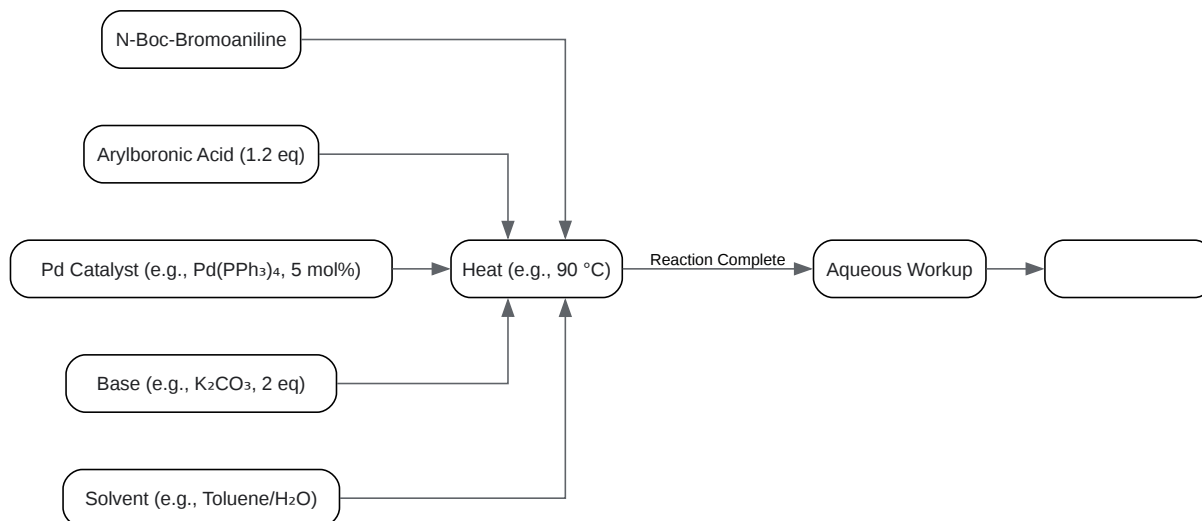 N-Boc-Bromoaniline
Arylboronic Acid (1.2 eq)
Pd Catalyst (e.g., Pd(PPh₃)₄, 5 mol%)
Heat (e.g., 90 °C)
Reaction Complete
Aqueous Workup
Base (e.g., K₂CO₃, 2 eq)
Solvent (e.g., Toluene/H₂O)